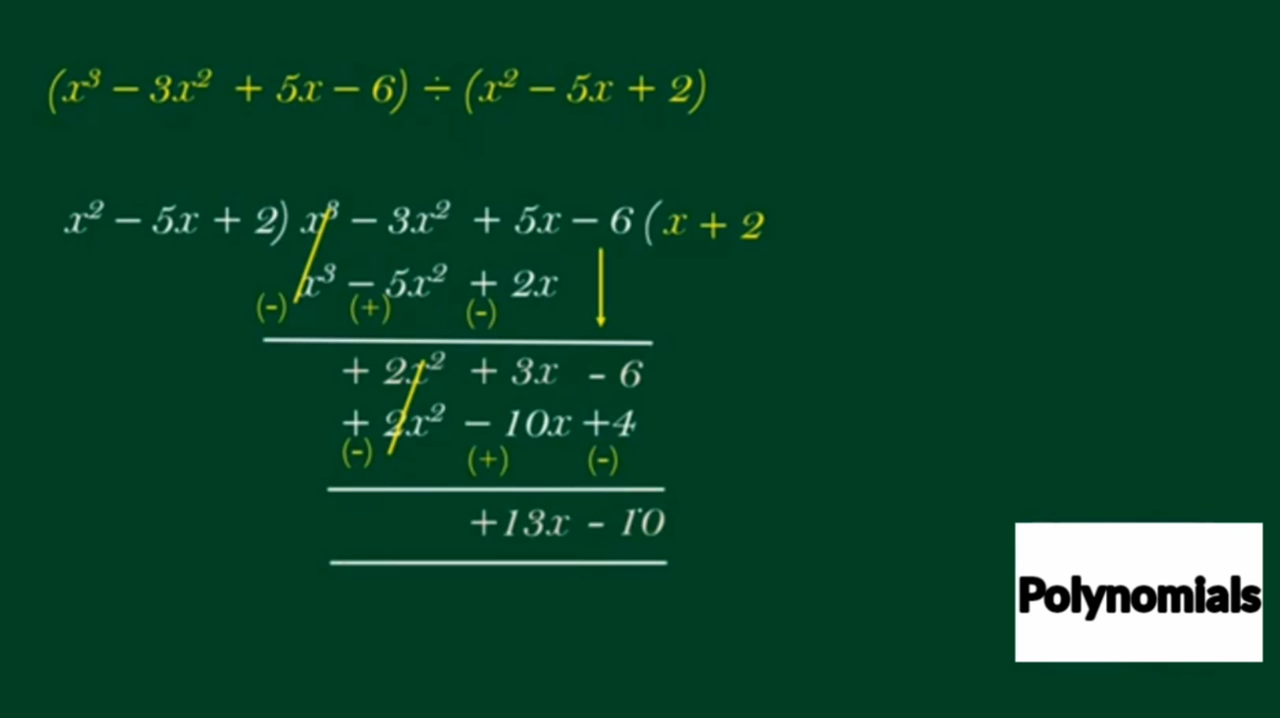 (x³ − 3x² + 5x − 6) ÷ (x² − 5x + 2)
x² − 5x + 2) x³ − 3x² + 5x − 6 (x + 2
x³ − 5x² + 2x
(-) (+) (-)
+ 2x² + 3x - 6
+ 2x² − 10x +4
(-) (+) (-)
+13x - 10
Polynomials